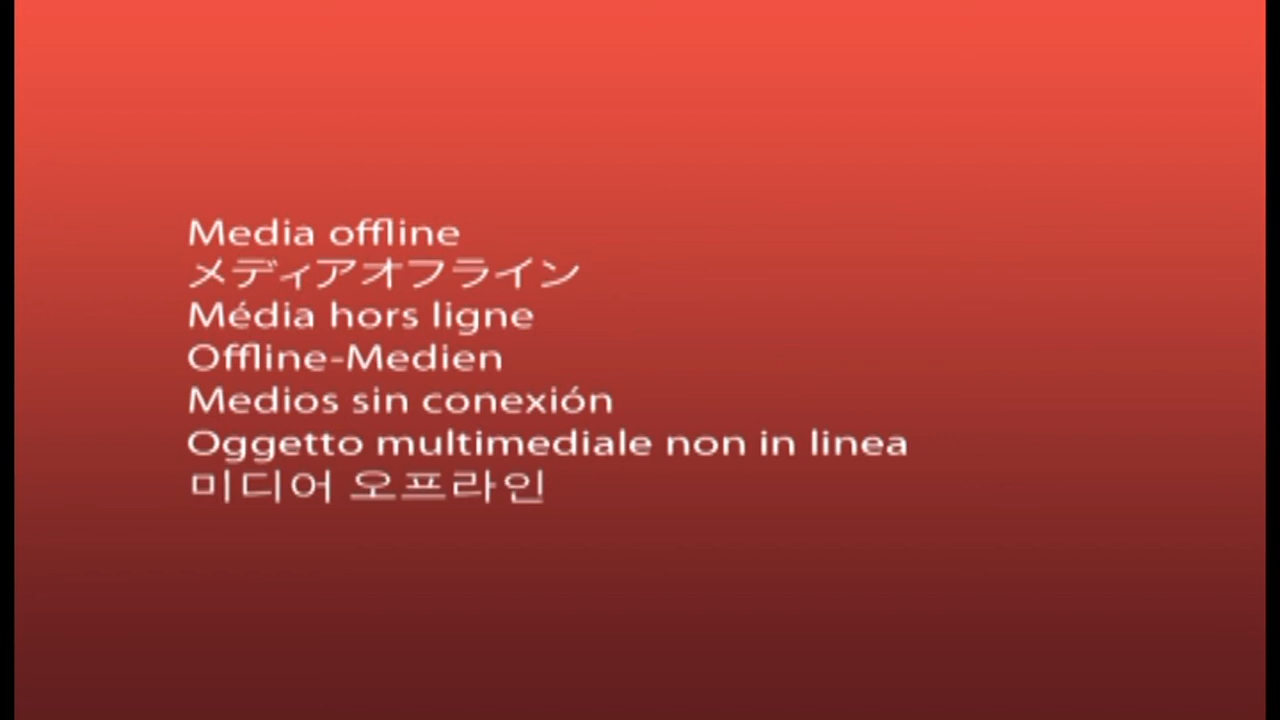 Media offline
メディアオフライン
Média hors ligne
Offline-Medien
Medios sin conexión
Oggetto multimediale non in linea
미디어 오프라인